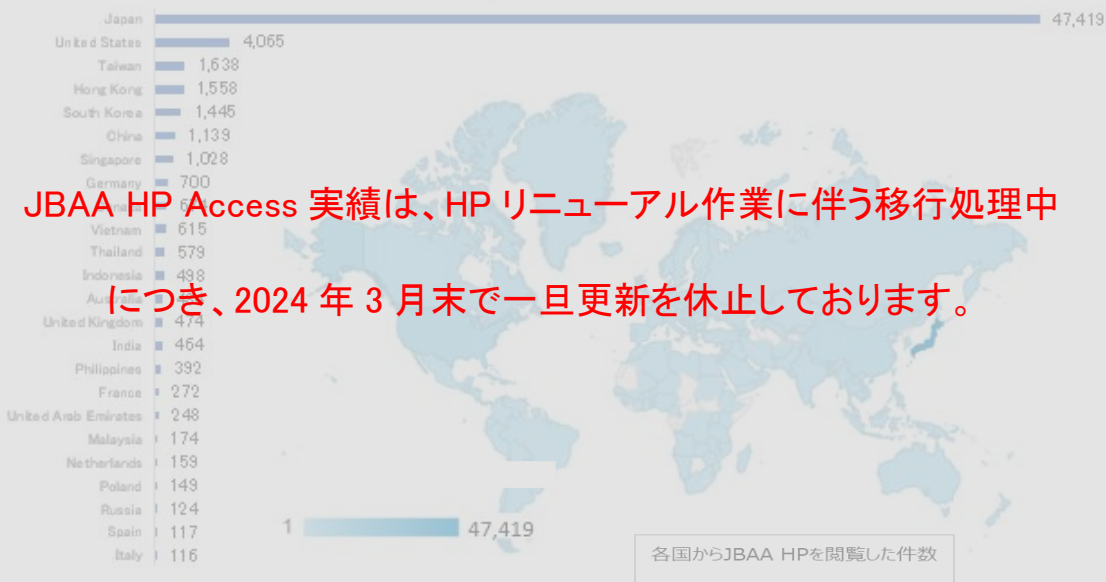 Japan 47,419
United States 4,065
Taiwan 1,638
Hong Kong 1,558
South Korea 1,445
China 1,139
Singapore 1,028
Germany 700
JBAA HP Access 実績は、HP リニューアル作業に伴う移行処理中
Vietnam 615
Thailand 579
Indonesia 498
につき、2024 年 3 月末で一旦更新を休止しております。
United Kingdom 474
India 464
Philippines 392
France 272
United Arab Emirates 248
Malaysia 174
Netherlands 159
Poland 149
Russia 124
Spain 117
Italy 116
1 47,419
各国からJBAA HPを閲覧した件数